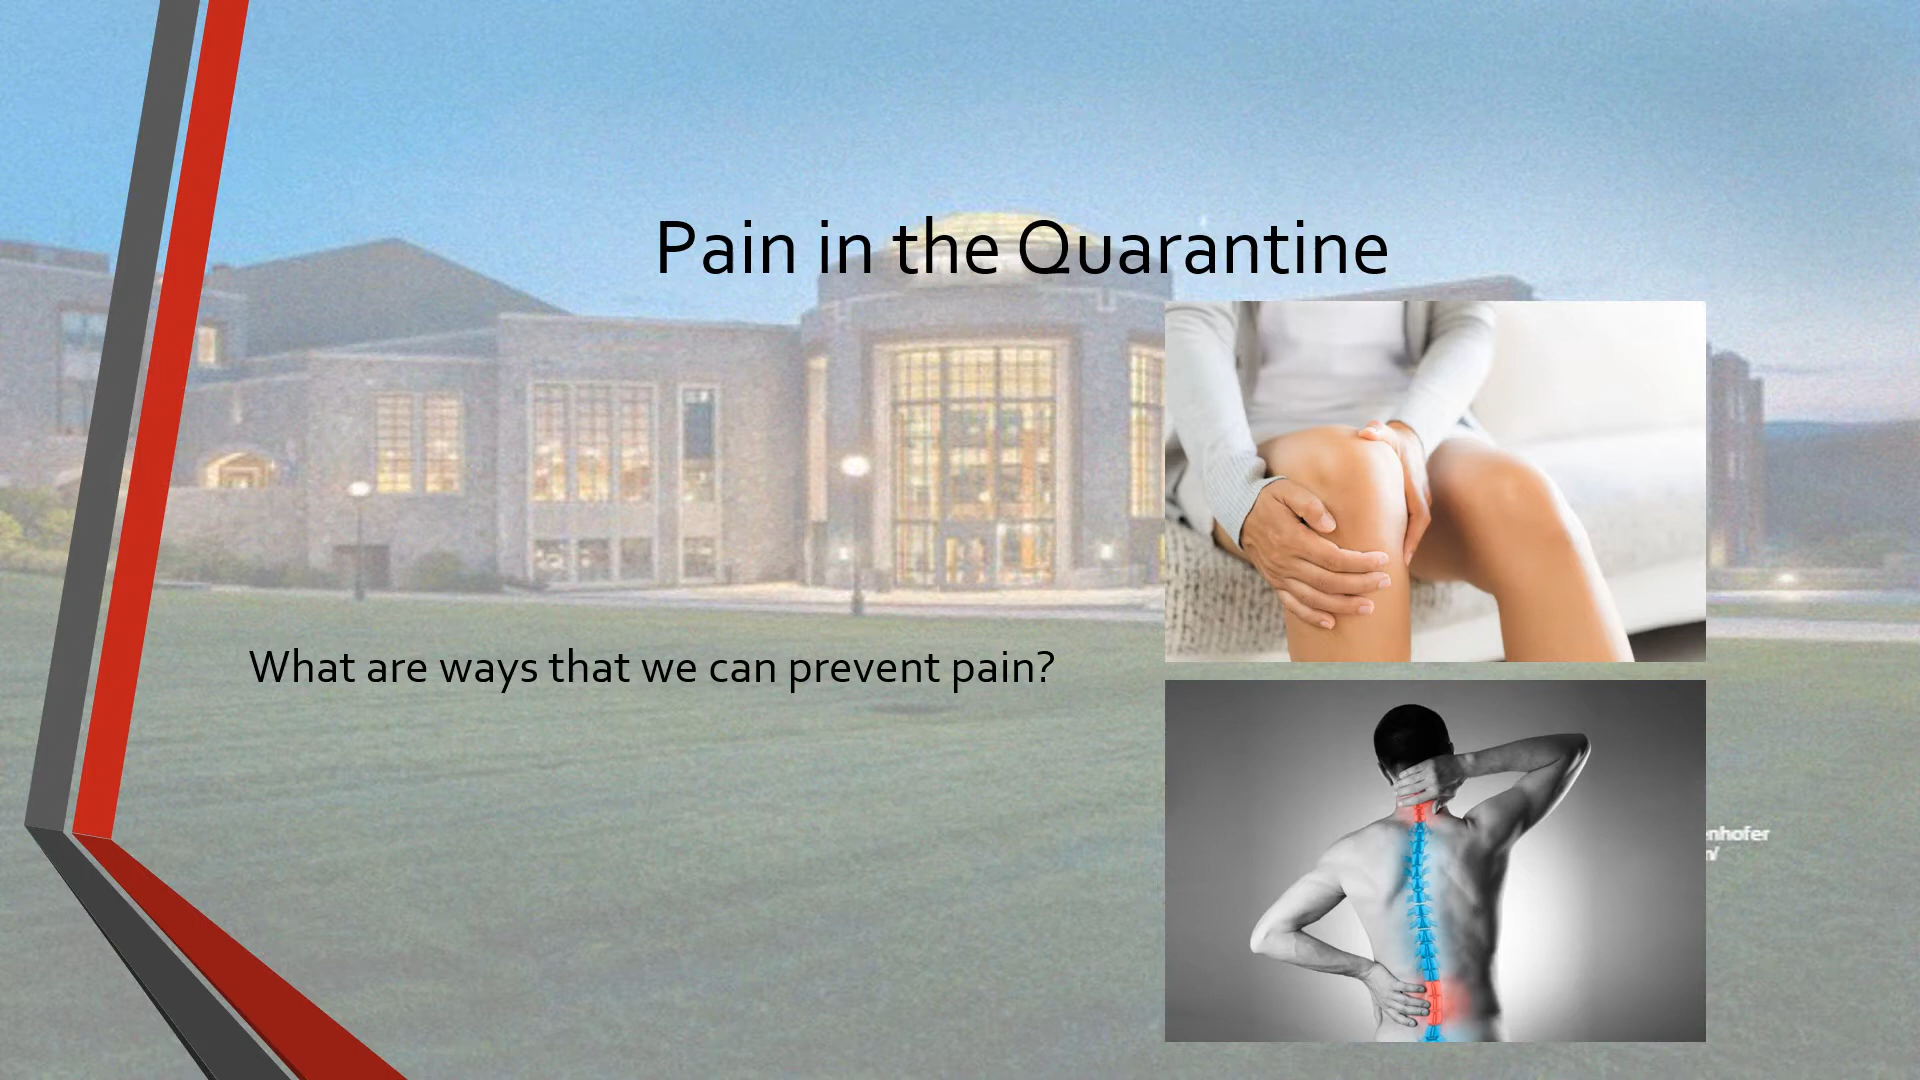 Pain in the Quarantine
What are ways that we can prevent pain?